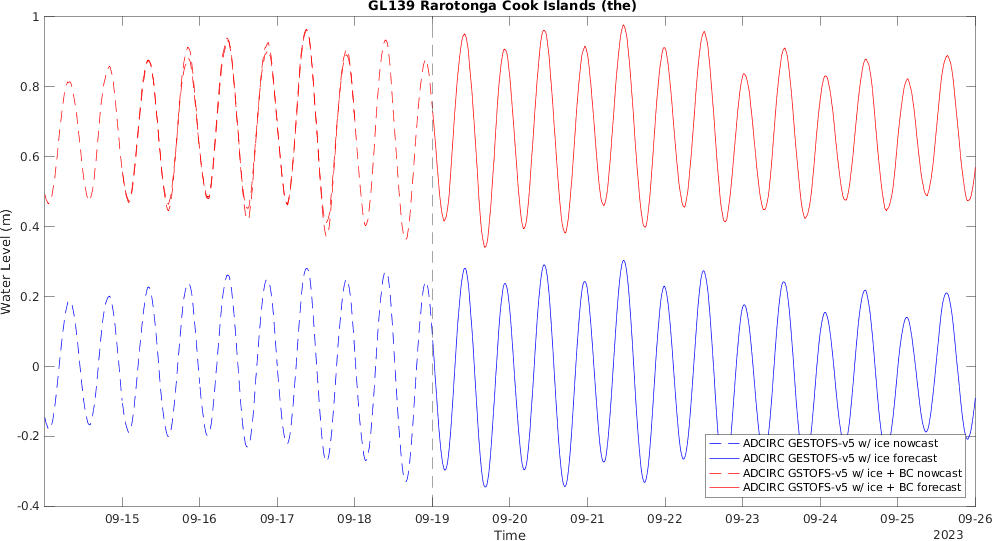 GL139 Rarotonga Cook Islands (the)
1
0.8
0.6
0.4
0.2
0
-0.2
-0.4
Water Level (m)
ADCIRC GESTOFS-v5 w/ ice nowcast
ADCIRC GESTOFS-v5 w/ ice forecast
ADCIRC GSTOFS-v5 w/ ice + BC nowcast
ADCIRC GSTOFS-v5 w/ ice + BC forecast
09-15 09-16 09-17 09-18 09-19 09-20 09-21 09-22 09-23 09-24 09-25 09-26
Time
2023